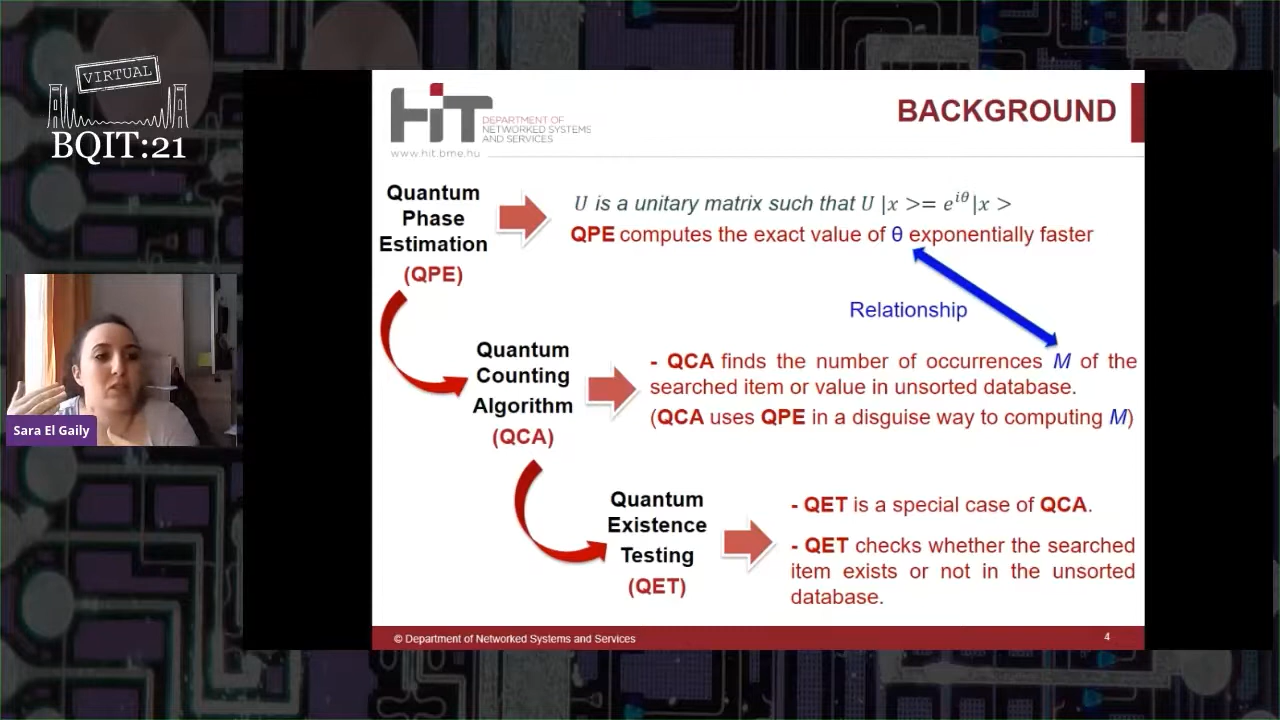 VIRTUAL
BQIT:21
HIT
DEPARTMENT OF
NETWORKED SYSTEMS
AND SERVICES
www.hit.bme.hu
BACKGROUND
Quantum
Phase
Estimation
(QPE)
U is a unitary matrix such that U |x >= e^{iθ}|x >
QPE computes the exact value of θ exponentially faster
Relationship
Quantum
Counting
Algorithm
(QCA)
- QCA finds the number of occurrences M of the
searched item or value in unsorted database.
(QCA uses QPE in a disguise way to computing M)
Quantum
Existence
Testing
(QET)
- QET is a special case of QCA.
- QET checks whether the searched
item exists or not in the unsorted
database.
Sara El Gaily
© Department of Networked Systems and Services
4